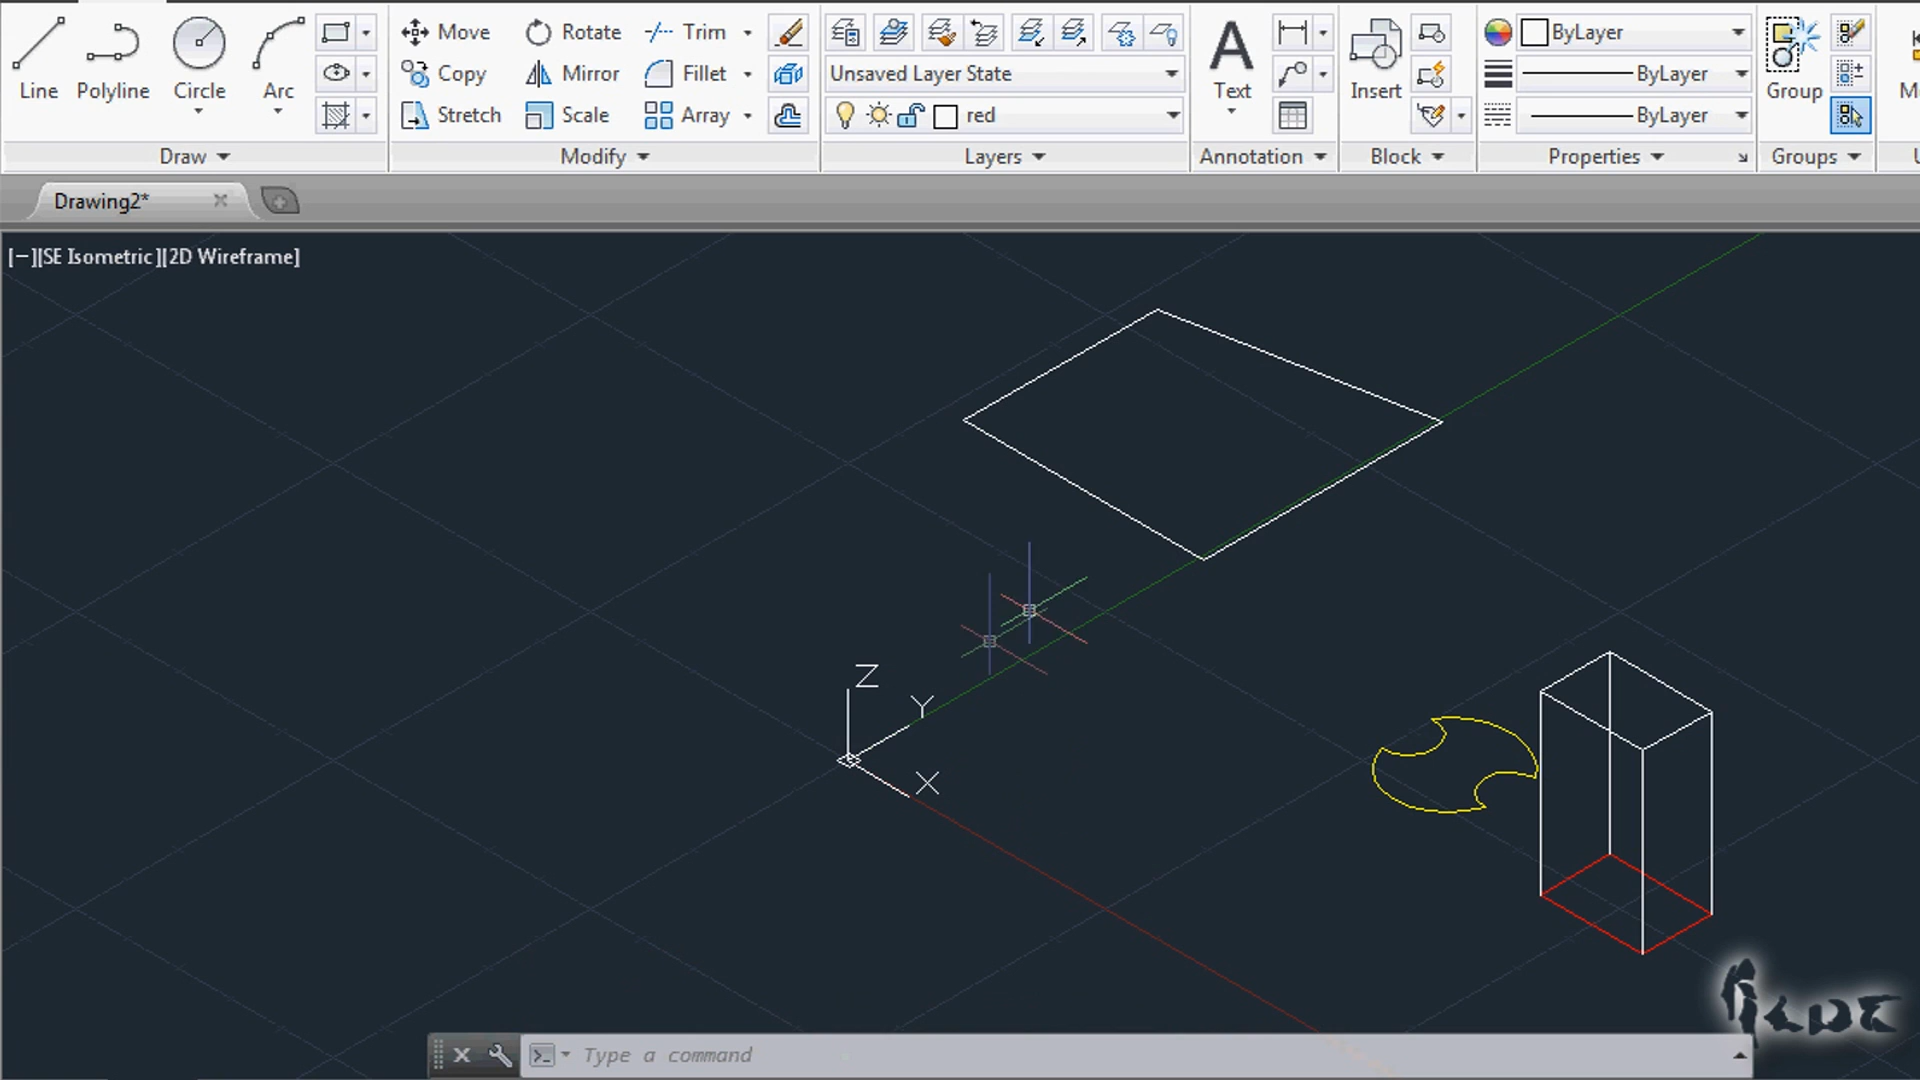 Line
Polyline
Circle
Arc
Draw
Move
Copy
Stretch
Rotate
Mirror
Scale
Trim
Fillet
Array
Modify
Unsaved Layer State
red
Layers
A
Text
Annotation
Insert
Block
ByLayer
ByLayer
ByLayer
Properties
Group
Groups
Drawing2*
[−][SE Isometric][2D Wireframe]
Z
Y
X
Type a command